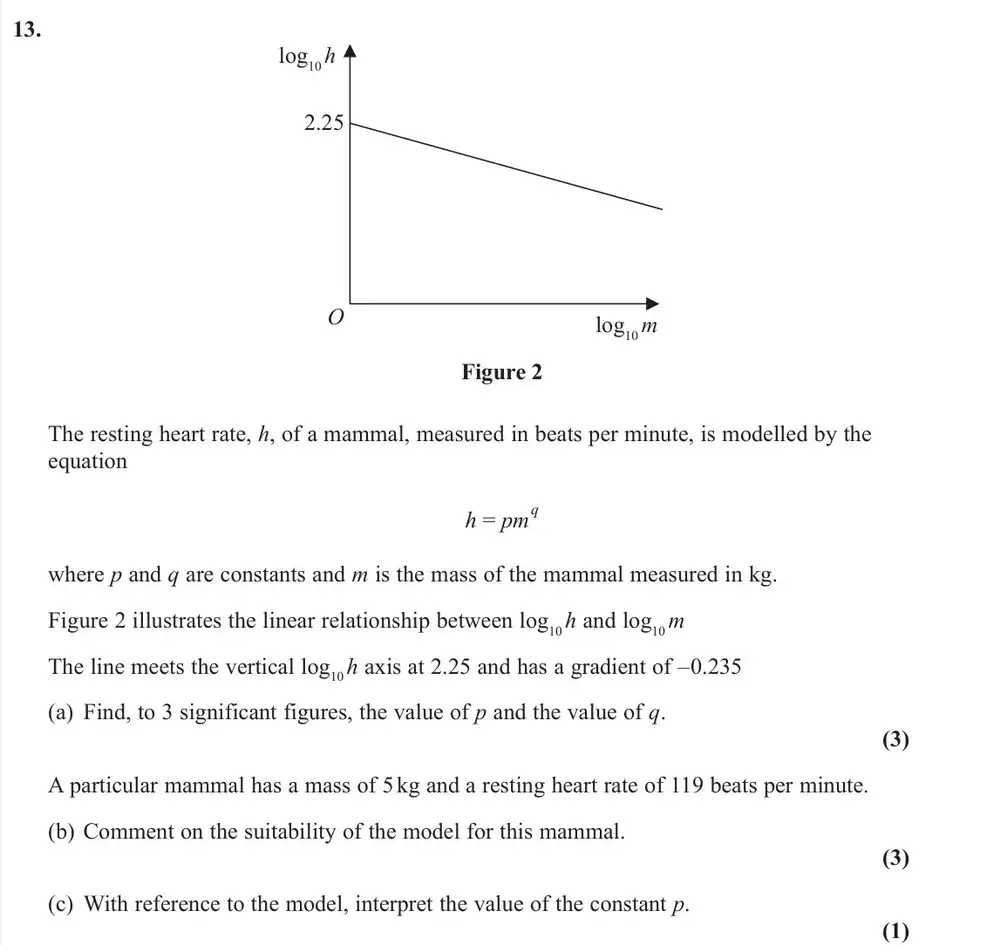 13.
log₁₀ h
2.25
O
log₁₀ m
Figure 2
The resting heart rate, h, of a mammal, measured in beats per minute, is modelled by the
equation
h = pm^q
where p and q are constants and m is the mass of the mammal measured in kg.
Figure 2 illustrates the linear relationship between log₁₀ h and log₁₀ m
The line meets the vertical log₁₀ h axis at 2.25 and has a gradient of –0.235
(a) Find, to 3 significant figures, the value of p and the value of q.
(3)
A particular mammal has a mass of 5 kg and a resting heart rate of 119 beats per minute.
(b) Comment on the suitability of the model for this mammal.
(3)
(c) With reference to the model, interpret the value of the constant p.
(1)